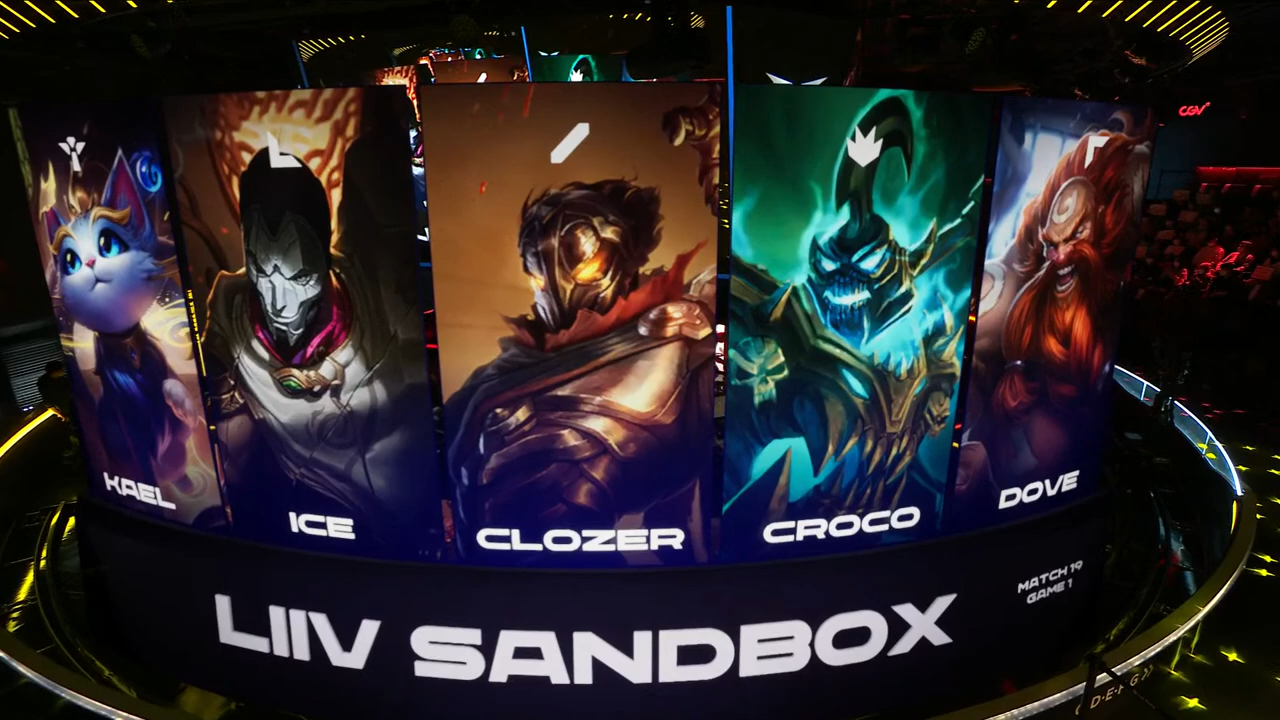 CGV
KAEL
ICE
CLOZER
CROCO
DOVE
LIIV SANDBOX
MATCH 19
GAME 1